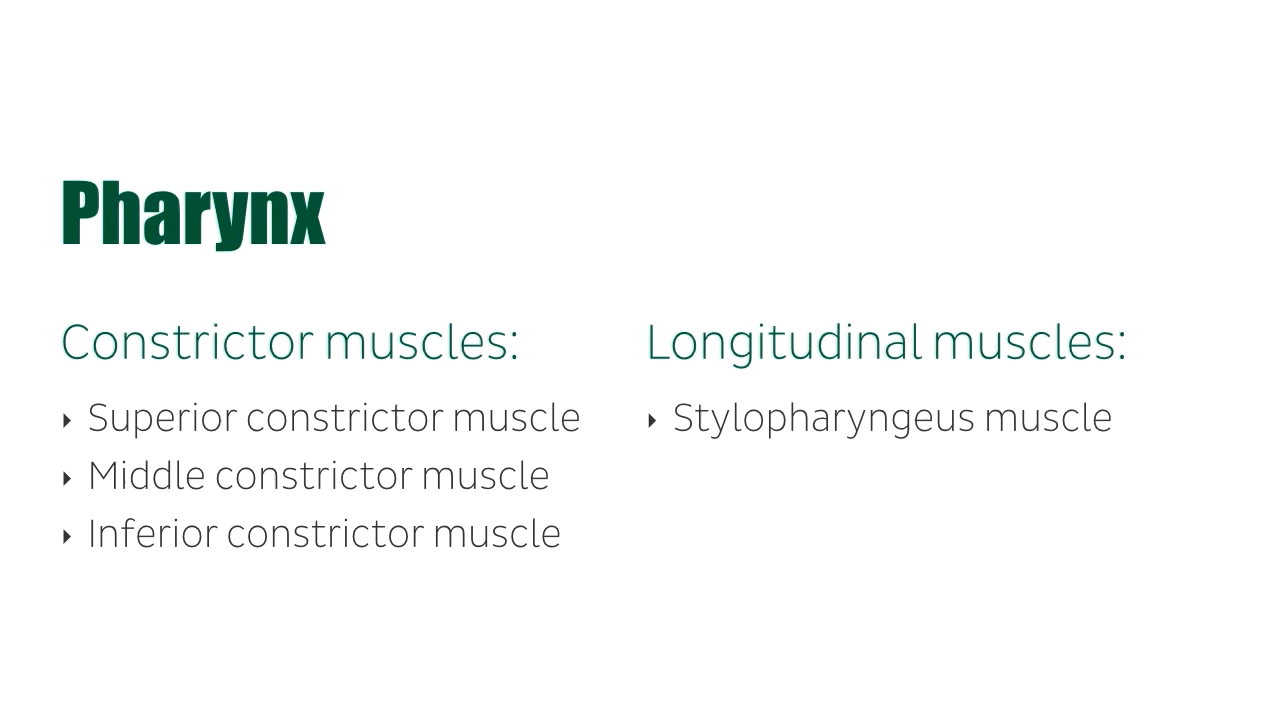 Pharynx
Constrictor muscles:
Superior constrictor muscle
Middle constrictor muscle
Inferior constrictor muscle
Longitudinal muscles:
Stylopharyngeus muscle